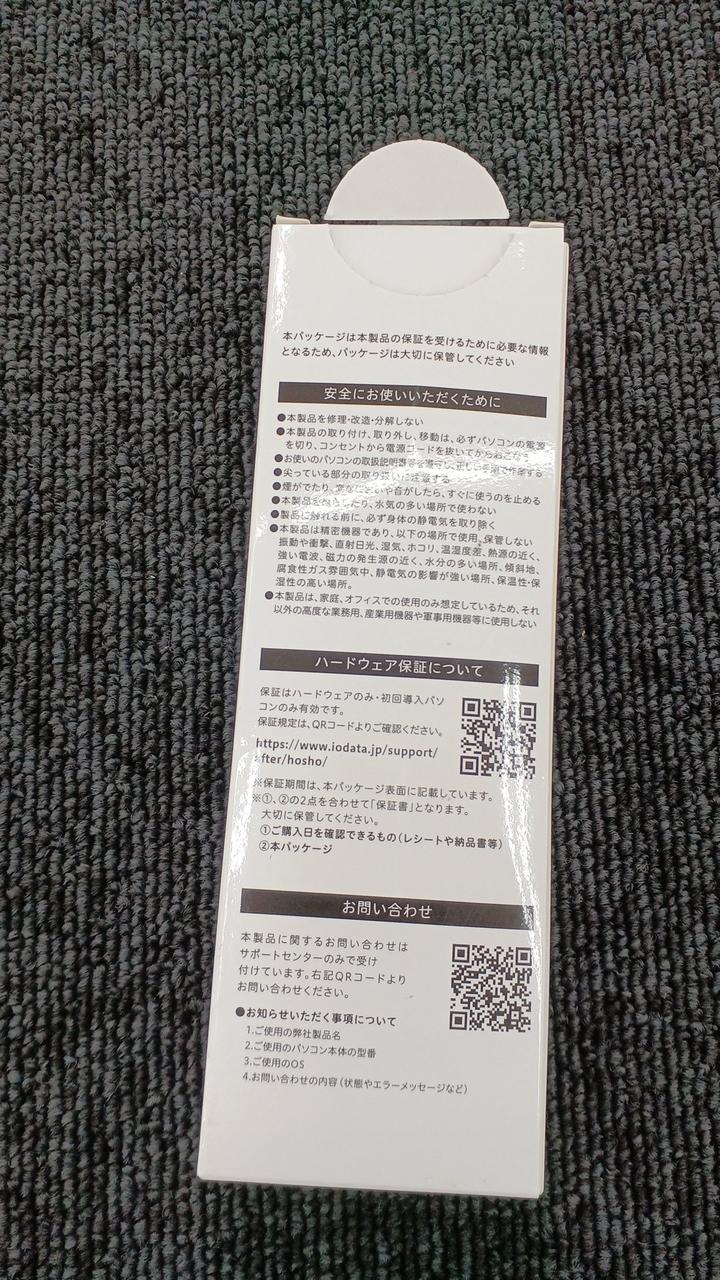 本パッケージは本製品の保証を受けるために必要な情報
となるため、パッケージは大切に保管してください
安全にお使いいただくために
●本製品を修理・改造・分解しない
●本製品の取り付け、取り外し、移動は、必ずパソコンの電源
を切り、コンセントから電源コードを抜いてからおこなう
●お使いのパソコンの取扱説明書等を遵守し、正しい手順で作業する
●尖っている部分の取り扱いに注意する
●煙がでたり、変なにおいや音がしたら、すぐに使うのを止める
●本製品を濡らしたり、水気の多い場所で使わない
●製品に触れる前に、必ず身体の静電気を取り除く
●本製品は精密機器であり、以下の場所で使用、保管しない
振動や衝撃、直射日光、湿気、ホコリ、温湿度差、熱源の近く、
強い電波、磁力の発生源の近く、水分の多い場所、傾斜地、
腐食性ガス雰囲気中、静電気の影響が強い場所、保温性・保
湿性の高い場所。
●本製品は、家庭、オフィスでの使用のみ想定しているため、それ
以外の高度な業務用、産業用機器や軍事用機器等に使用しない
ハードウェア保証について
保証はハードウェアのみ・初回導入パソ
コンのみ有効です。
保証規定は、QRコードよりご確認ください。
https://www.iodata.jp/support/
after/hosho/
※保証期間は、本パッケージ表面に記載しています。
※①、②の2点を合わせて「保証書」となります。
大切に保管してください。
①ご購入日を確認できるもの(レシートや納品書等)
②本パッケージ
お問い合わせ
本製品に関するお問い合わせは
サポートセンターのみで受け
付けています。右記QRコードより
お問い合わせください。
●お知らせいただく事項について
1.ご使用の弊社製品名
2.ご使用のパソコン本体の型番
3.ご使用のOS
4.お問い合わせの内容(状態やエラーメッセージなど)